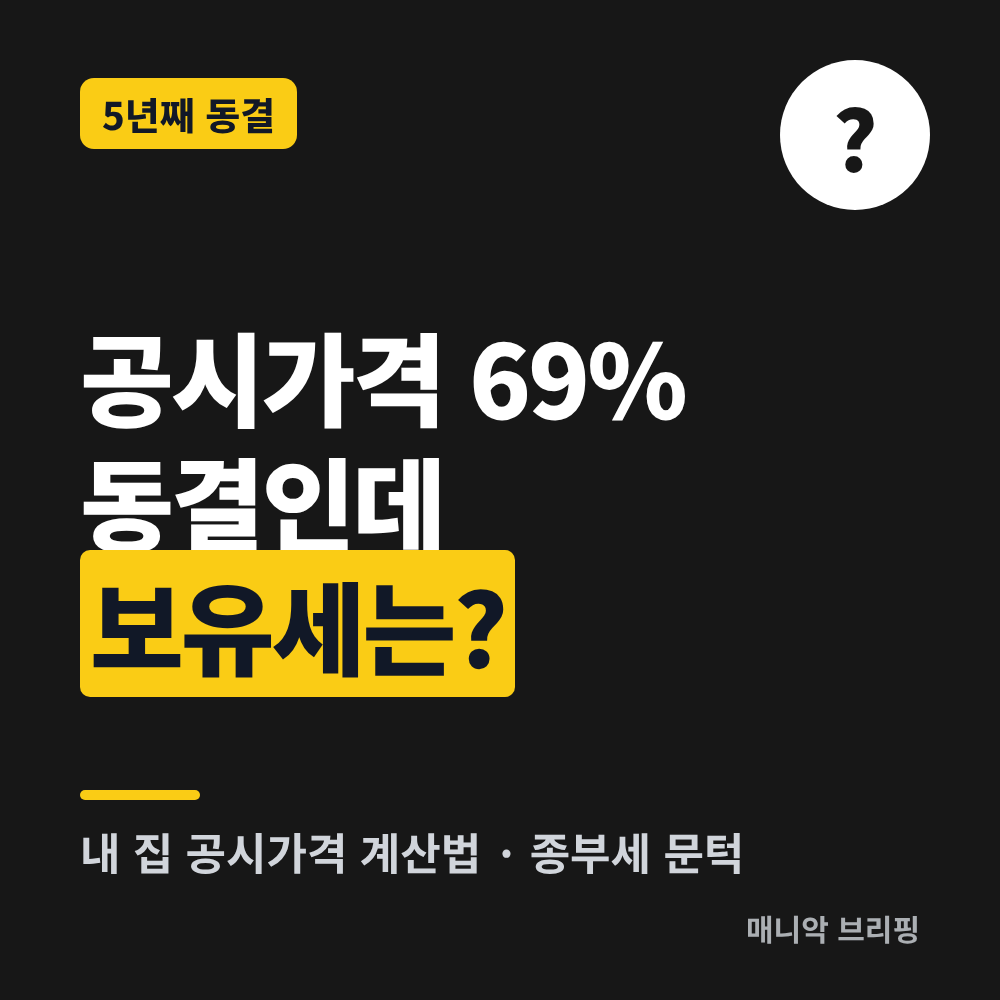 5년째 동결
?
공시가격 69%
동결인데
보유세는?
내 집 공시가격 계산법 · 종부세 문턱
매니악 브리핑